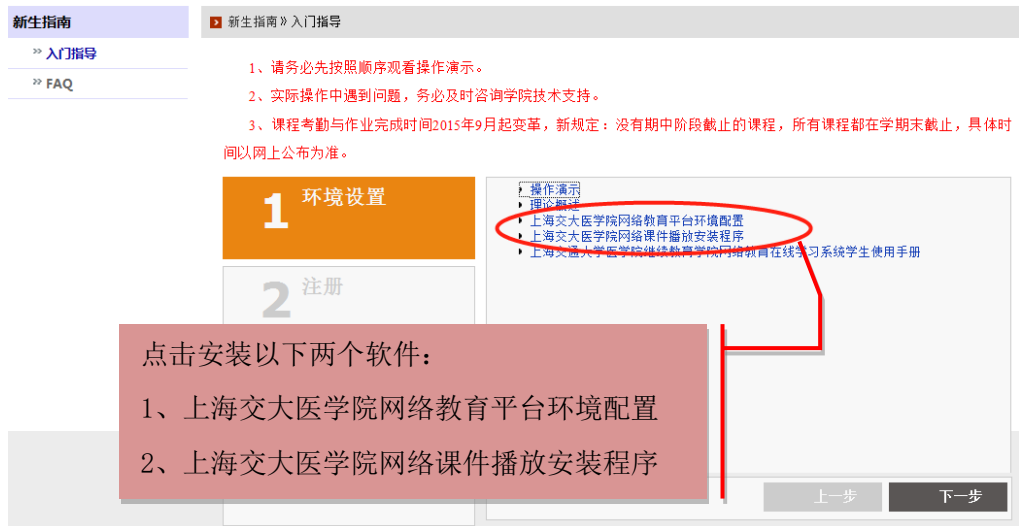 新生指南
新生指南»入门指导
» 入门指导
» FAQ
1、请务必先按照顺序观看操作演示。
2、实际操作中遇到问题，务必及时咨询学院技术支持。
3、课程考勤与作业完成时间2015年9月起变革，新规定：没有期中阶段截止的课程，所有课程都在学期末截止，具体时
间以网上公布为准。
1 环境设置
2 注册
操作演示
理论概述
上海交大医学院网络教育平台环境配置
上海交大医学院网络课件播放安装程序
上海交通大学医学院继续教育学院网络教育在线学习系统学生使用手册
点击安装以下两个软件：
1、上海交大医学院网络教育平台环境配置
2、上海交大医学院网络课件播放安装程序
上一步
下一步